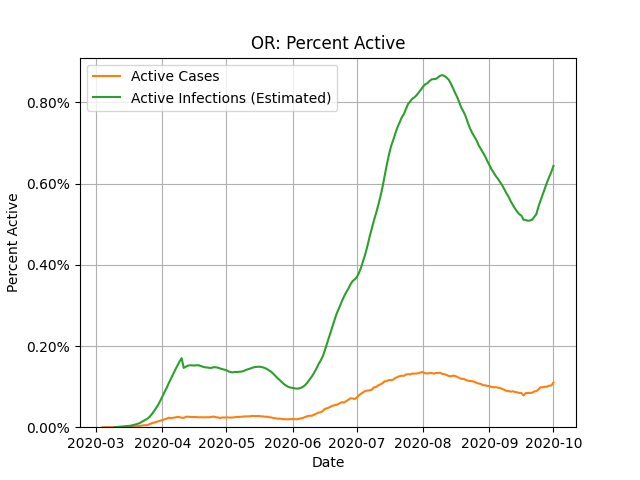 OR: Percent Active
Active Cases
Active Infections (Estimated)
Percent Active
0.80%
0.60%
0.40%
0.20%
0.00%
2020-03 2020-04 2020-05 2020-06 2020-07 2020-08 2020-09 2020-10
Date